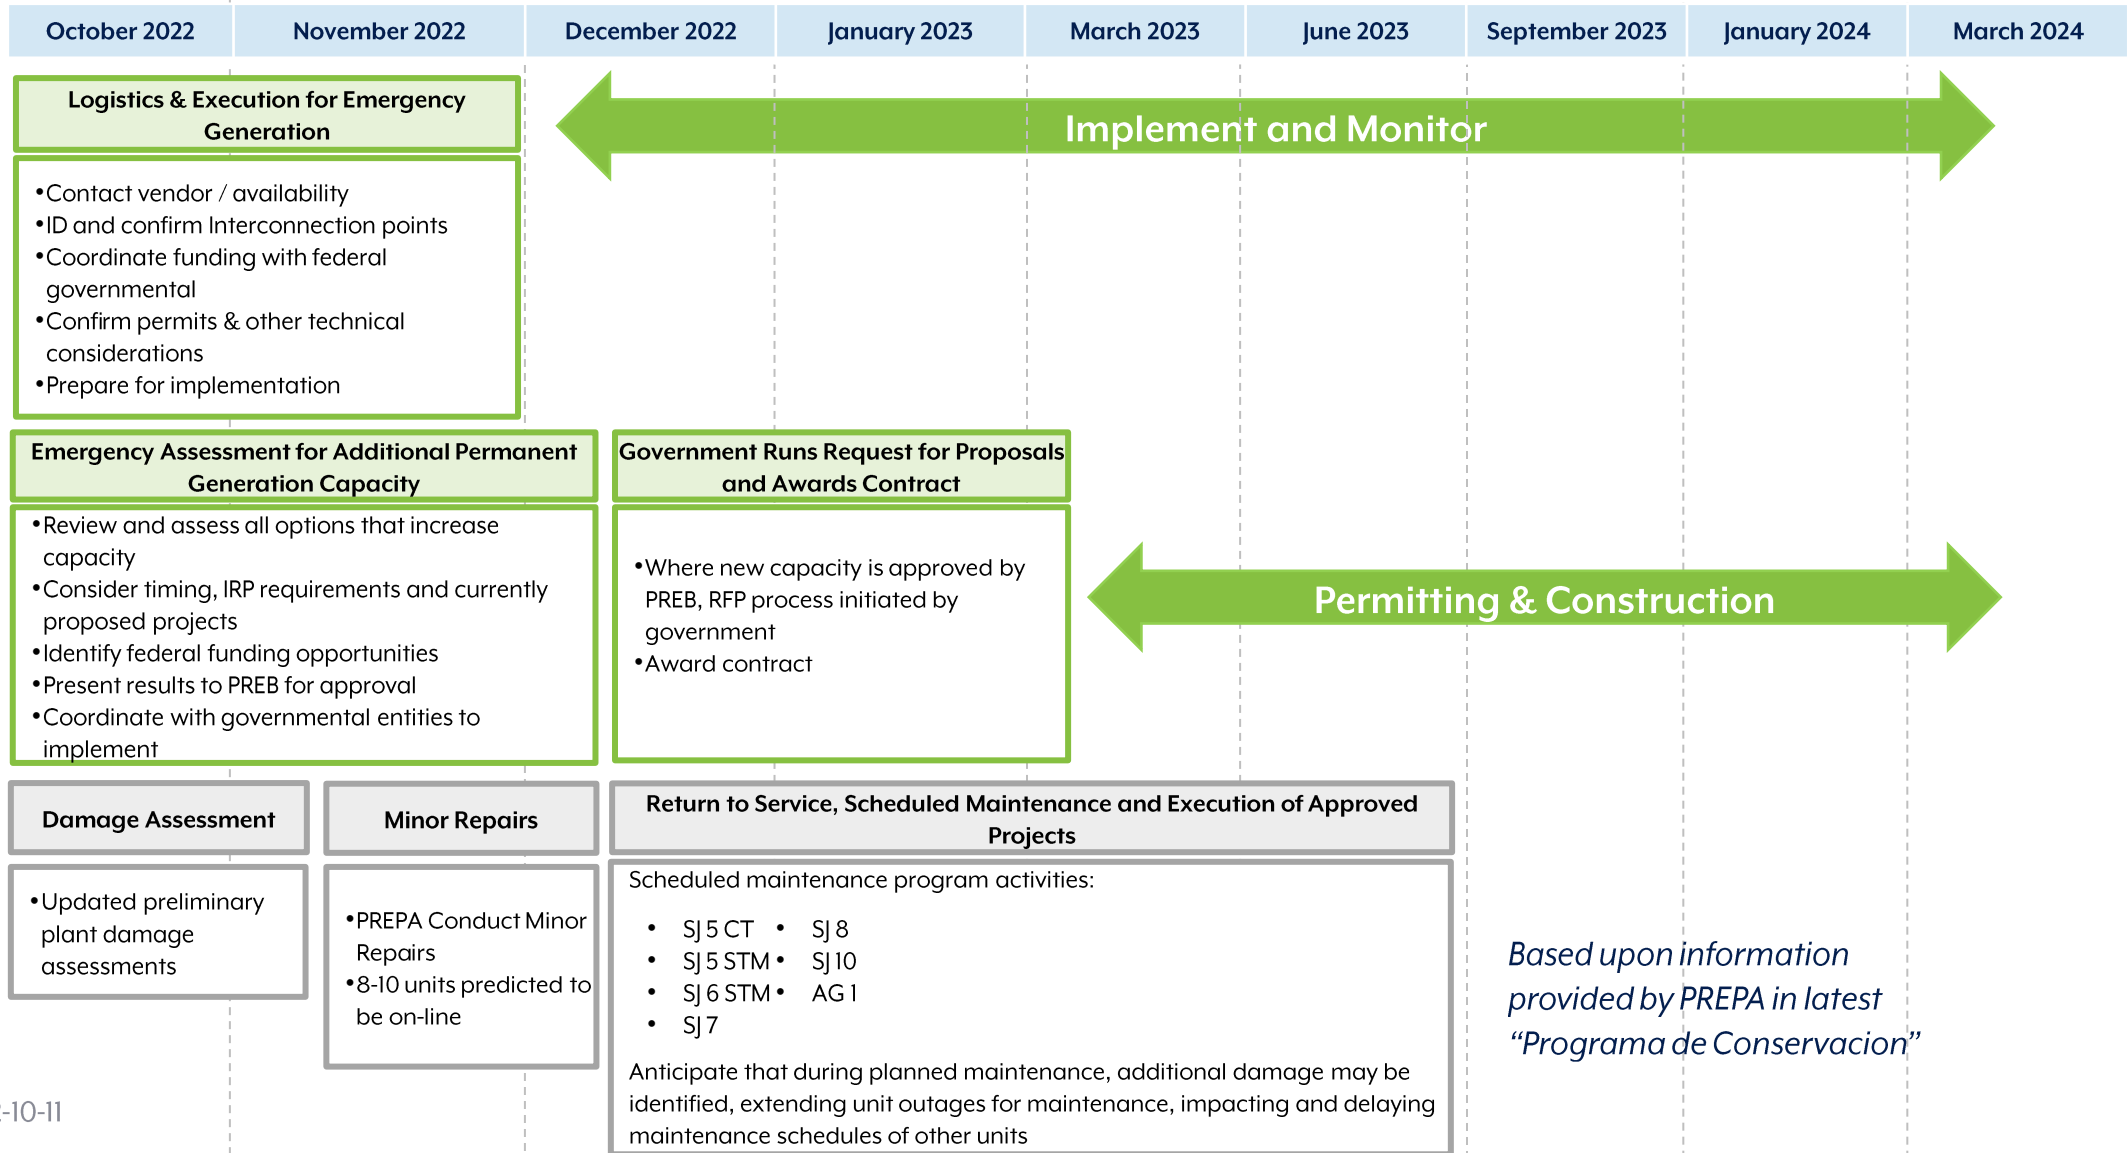 October 2022 November 2022 December 2022 January 2023 March 2023 June 2023 September 2023 January 2024 March 2024
Logistics & Execution for Emergency
Generation
Implement and Monitor
•Contact vendor / availability
•ID and confirm Interconnection points
•Coordinate funding with federal
governmental
•Confirm permits & other technical
considerations
•Prepare for implementation
Emergency Assessment for Additional Permanent
Generation Capacity
•Review and assess all options that increase
capacity
•Consider timing, IRP requirements and currently
proposed projects
•Identify federal funding opportunities
•Present results to PREB for approval
•Coordinate with governmental entities to
implement
Government Runs Request for Proposals
and Awards Contract
•Where new capacity is approved by
PREB, RFP process initiated by
government
•Award contract
Permitting & Construction
Damage Assessment
•Updated preliminary
plant damage
assessments
Minor Repairs
•PREPA Conduct Minor
Repairs
•8-10 units predicted to
be on-line
Return to Service, Scheduled Maintenance and Execution of Approved
Projects
Scheduled maintenance program activities:
• SJ 5 CT • SJ 8
• SJ 5 STM • SJ 10
• SJ 6 STM • AG 1
• SJ 7
Anticipate that during planned maintenance, additional damage may be
identified, extending unit outages for maintenance, impacting and delaying
maintenance schedules of other units
Based upon information
provided by PREPA in latest
“Programa de Conservacion”
-10-11